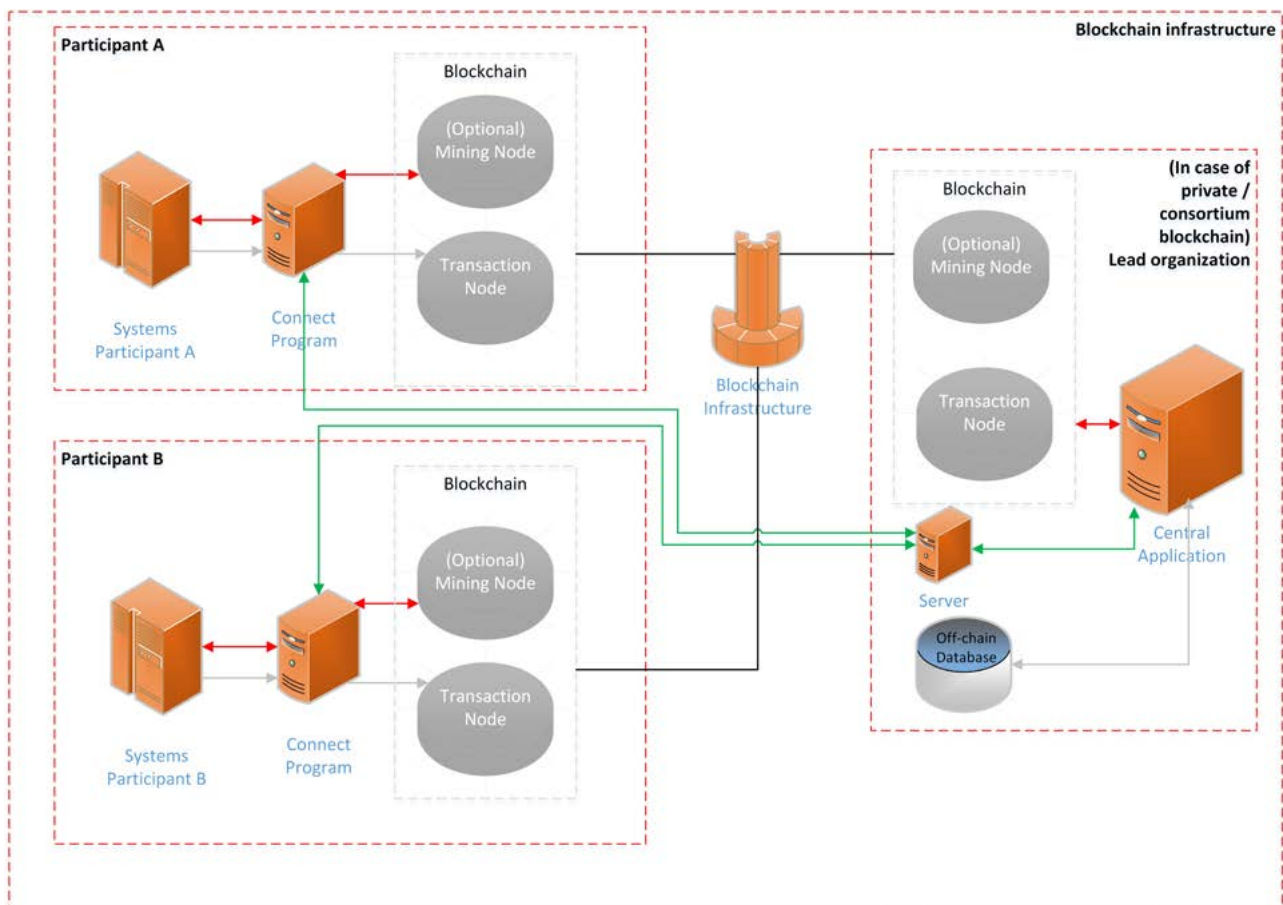 Blockchain infrastructure
Participant A
Blockchain
(Optional)
Mining Node
Transaction
Node
Systems
Participant A
Connect
Program
Blockchain
Infrastructure
(In case of
private /
consortium
blockchain)
Lead organization
Blockchain
(Optional)
Mining Node
Transaction
Node
Central
Application
Server
Off-chain
Database
Participant B
Blockchain
(Optional)
Mining Node
Transaction
Node
Systems
Participant B
Connect
Program